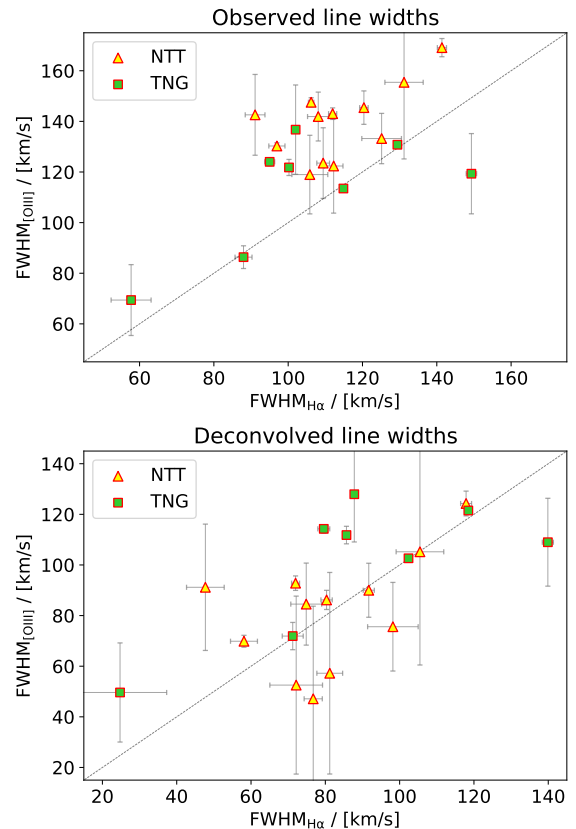 Observed line widths
NTT
TNG
160
140
120
100
80
60
FWHM[OIII] / [km/s]
60 80 100 120 140 160
FWHMHα / [km/s]
Deconvolved line widths
NTT
TNG
140
120
100
80
60
40
20
FWHM[OIII] / [km/s]
20 40 60 80 100 120 140
FWHMHα / [km/s]